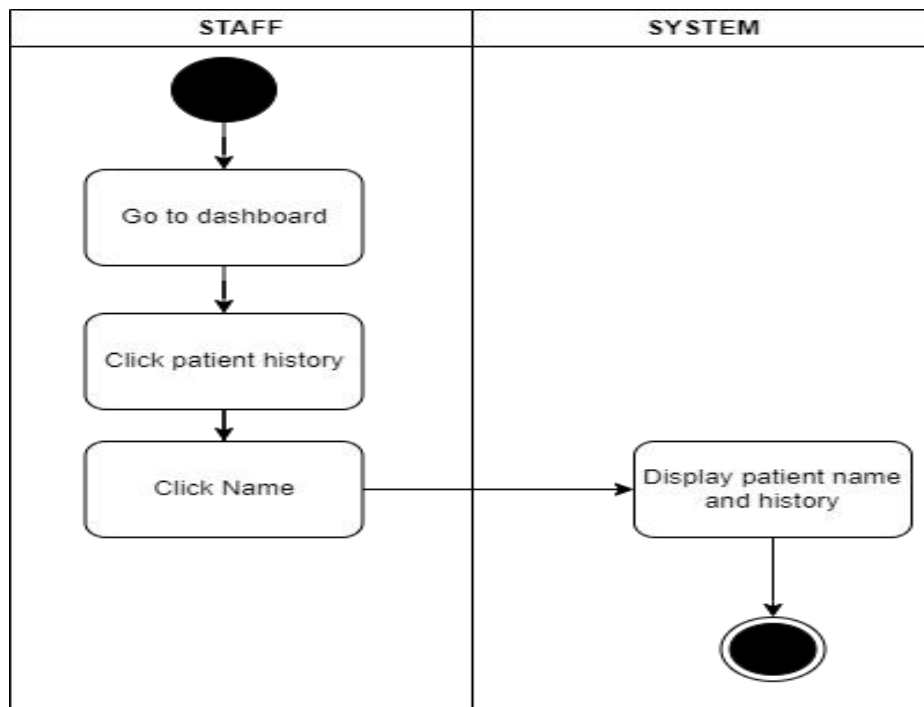 STAFF
SYSTEM
Go to dashboard
Click patient history
Click Name
Display patient name
and history